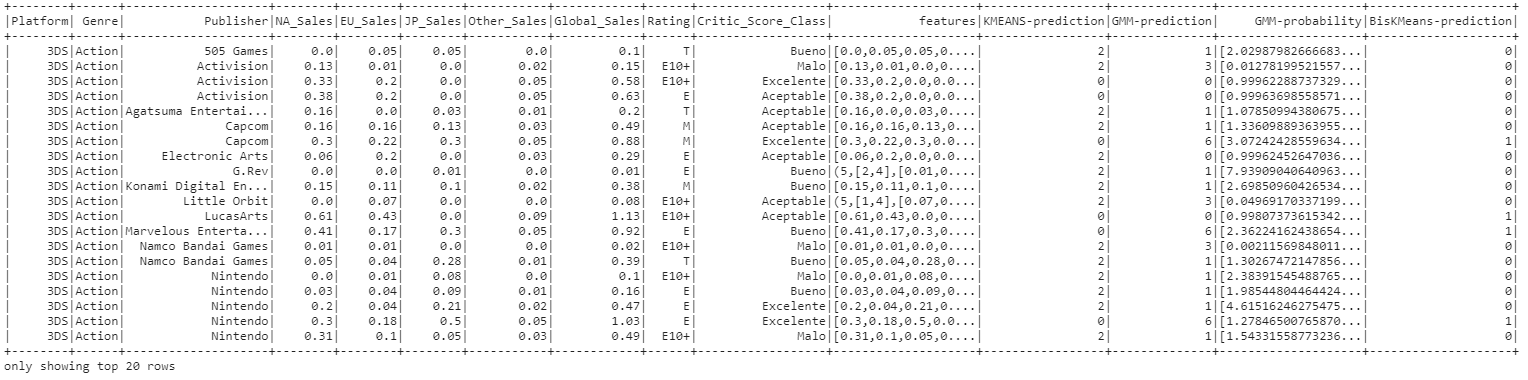 |Platform| Genre|           Publisher|NA_Sales|EU_Sales|JP_Sales|Other_Sales|Global_Sales|Rating|Critic_Score_Class|            features|KMEANS-prediction|GMM-prediction|     GMM-probability|BisKMeans-prediction|
|     3DS|Action|           505 Games|     0.0|    0.05|    0.05|        0.0|         0.1|     T|             Bueno|[0.0,0.05,0.05,0....|                2|             1|[2.02987982666683...|                   0|
|     3DS|Action|          Activision|    0.13|    0.01|     0.0|       0.02|        0.15|  E10+|              Malo|[0.13,0.01,0.0,0....|                2|             3|[0.01278199521557...|                   0|
|     3DS|Action|          Activision|    0.33|     0.2|     0.0|       0.05|        0.58|  E10+|         Excelente|[0.33,0.2,0.0,0.0...|                0|             0|[0.99962288737329...|                   0|
|     3DS|Action|          Activision|    0.38|     0.2|     0.0|       0.05|        0.63|     E|         Aceptable|[0.38,0.2,0.0,0.0...|                0|             0|[0.99963698558571...|                   0|
|     3DS|Action|Agatsuma Entertai...|    0.16|     0.0|    0.03|       0.01|         0.2|     T|         Aceptable|[0.16,0.0,0.03,0....|                2|             1|[1.07850994380675...|                   0|
|     3DS|Action|              Capcom|    0.16|    0.16|    0.13|       0.03|        0.49|     M|         Aceptable|[0.16,0.16,0.13,0...|                2|             1|[1.33609889363955...|                   0|
|     3DS|Action|              Capcom|     0.3|    0.22|     0.3|       0.05|        0.88|     M|         Excelente|[0.3,0.22,0.3,0.0...|                0|             6|[3.07242428559634...|                   1|
|     3DS|Action|     Electronic Arts|    0.06|     0.2|     0.0|       0.03|        0.29|     E|         Aceptable|[0.06,0.2,0.0,0.0...|                2|             0|[0.99962452647036...|                   0|
|     3DS|Action|               G.Rev|     0.0|     0.0|    0.01|        0.0|        0.01|     E|             Bueno|(5,[2,4],[0.01,0....|                2|             1|[7.93909040640963...|                   0|
|     3DS|Action|Konami Digital En...|    0.15|    0.11|     0.1|       0.02|        0.38|     M|             Bueno|[0.15,0.11,0.1,0....|                2|             1|[2.69850960426534...|                   0|
|     3DS|Action|        Little Orbit|     0.0|    0.07|     0.0|        0.0|        0.08|  E10+|         Aceptable|(5,[1,4],[0.07,0....|                2|             3|[0.04969170337199...|                   0|
|     3DS|Action|           LucasArts|    0.61|    0.43|     0.0|       0.09|        1.13|  E10+|         Aceptable|[0.61,0.43,0.0,0....|                0|             0|[0.99807373615342...|                   1|
|     3DS|Action|Marvelous Enterta...|    0.41|    0.17|     0.3|       0.05|        0.92|     E|             Bueno|[0.41,0.17,0.3,0....|                0|             6|[2.36224162438654...|                   1|
|     3DS|Action|  Namco Bandai Games|    0.01|    0.01|     0.0|        0.0|        0.02|  E10+|              Malo|[0.01,0.01,0.0,0....|                2|             3|[0.00211569848011...|                   0|
|     3DS|Action|  Namco Bandai Games|    0.05|    0.04|    0.28|       0.01|        0.39|     T|             Bueno|[0.05,0.04,0.28,0...|                2|             1|[1.30267472147856...|                   0|
|     3DS|Action|            Nintendo|     0.0|    0.01|    0.08|        0.0|         0.1|  E10+|              Malo|[0.0,0.01,0.08,0....|                2|             1|[2.38391545488765...|                   0|
|     3DS|Action|            Nintendo|    0.03|    0.04|    0.09|       0.01|        0.16|     E|             Bueno|[0.03,0.04,0.09,0...|                2|             1|[1.98544804464424...|                   0|
|     3DS|Action|            Nintendo|     0.2|    0.04|    0.21|       0.02|        0.47|     E|         Excelente|[0.2,0.04,0.21,0....|                2|             1|[4.61516246275475...|                   0|
|     3DS|Action|            Nintendo|     0.3|    0.18|     0.5|       0.05|        1.03|     E|         Excelente|[0.3,0.18,0.5,0.0...|                0|             6|[1.27846500765870...|                   1|
|     3DS|Action|            Nintendo|    0.31|     0.1|    0.05|       0.03|        0.49|  E10+|              Malo|[0.31,0.1,0.05,0....|                2|             1|[1.54331558773236...|                   0|
only showing top 20 rows